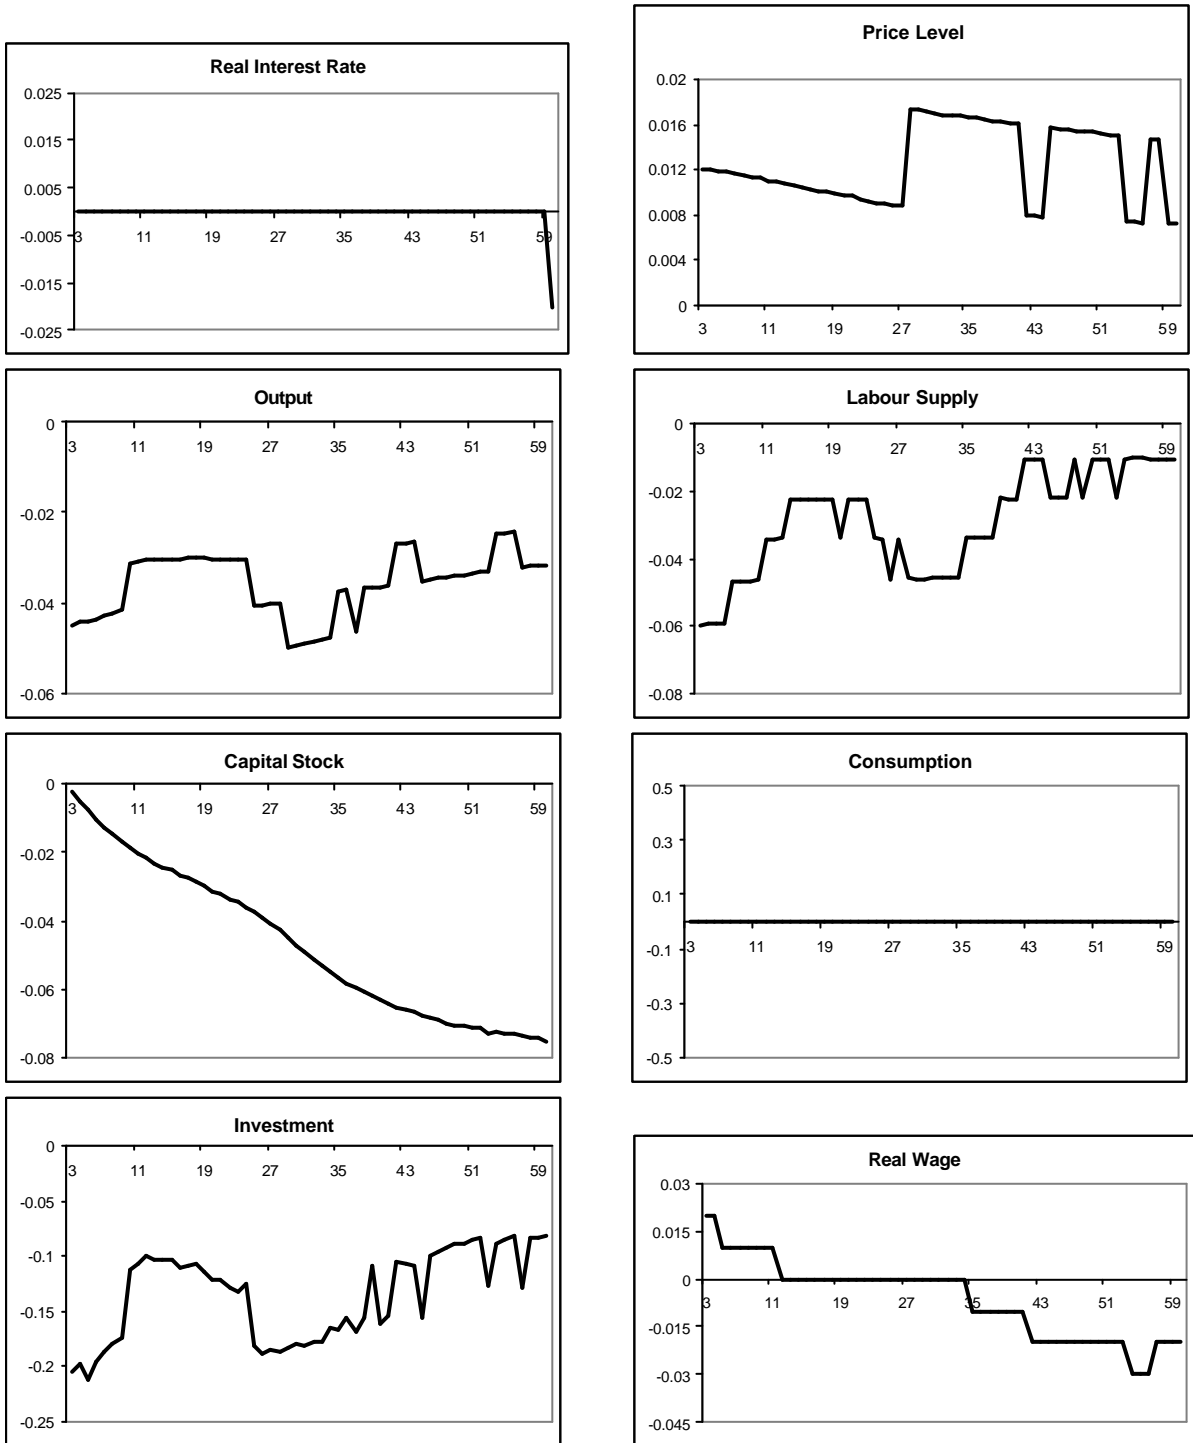 Real Interest Rate
0.025
0.015
0.005
-0.005
-0.015
-0.025
3 11 19 27 35 43 51 59
Price Level
0.02
0.016
0.012
0.008
0.004
0
3 11 19 27 35 43 51 59
Output
0
-0.02
-0.04
-0.06
3 11 19 27 35 43 51 59
Labour Supply
0
-0.02
-0.04
-0.06
-0.08
3 11 19 27 35 43 51 59
Capital Stock
0
-0.02
-0.04
-0.06
-0.08
3 11 19 27 35 43 51 59
Consumption
0.5
0.3
0.1
-0.1
-0.3
-0.5
3 11 19 27 35 43 51 59
Investment
0
-0.05
-0.1
-0.15
-0.2
-0.25
3 11 19 27 35 43 51 59
Real Wage
0.03
0.015
0
-0.015
-0.03
-0.045
3 11 19 27 35 43 51 59